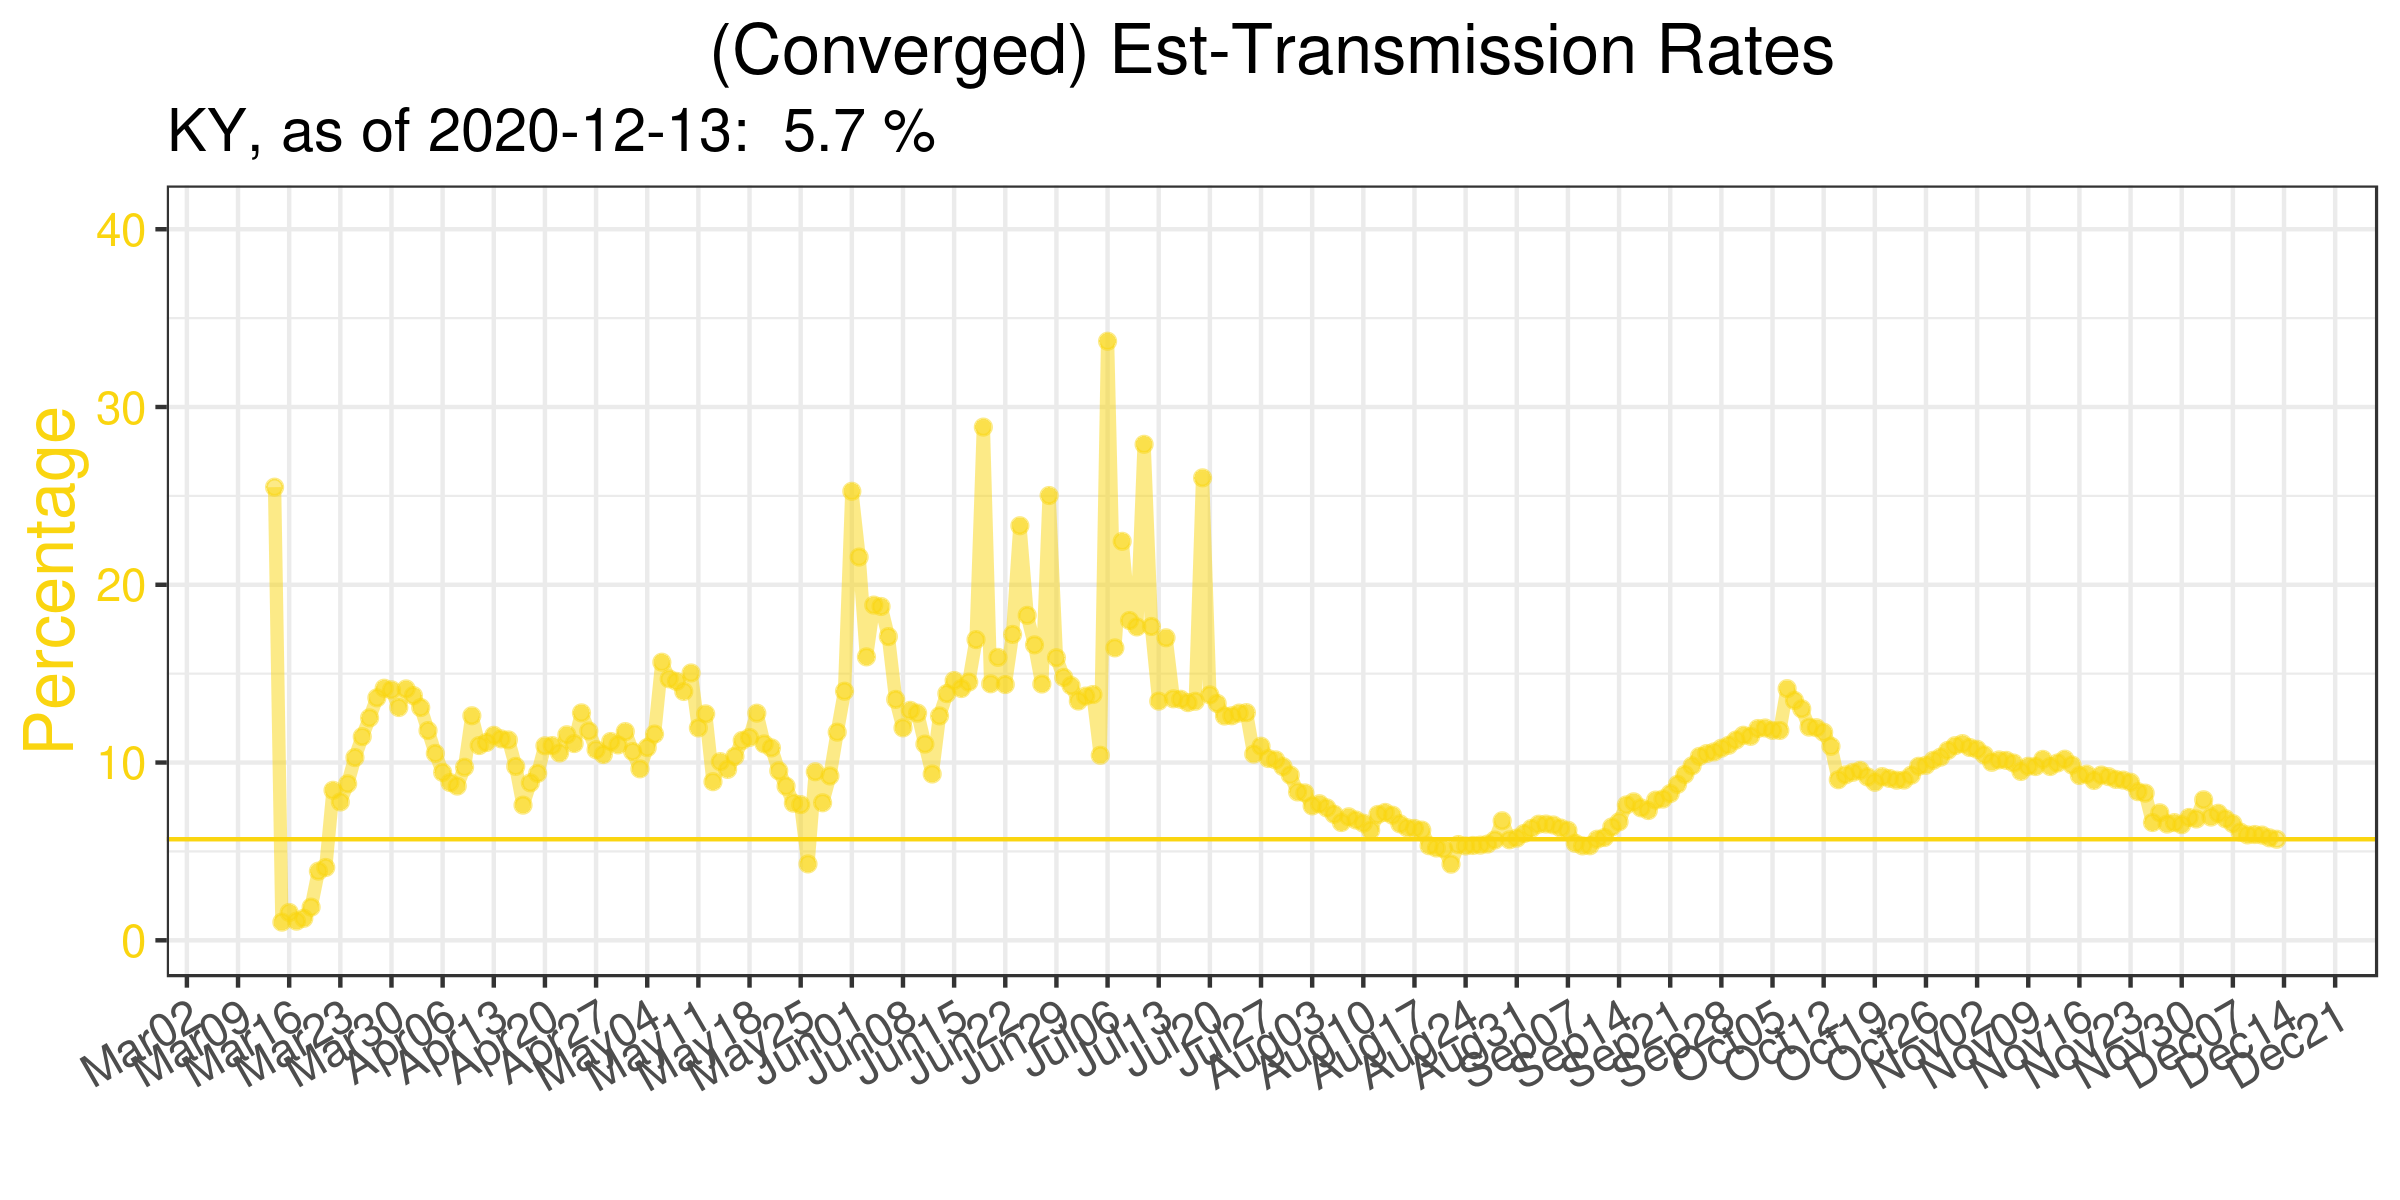 (Converged) Est-Transmission Rates
KY, as of 2020-12-13:  5.7 %
Percentage
40
30
20
10
0
Mar02
Mar09
Mar16
Mar23
Mar30
Apr06
Apr13
Apr20
Apr27
May04
May11
May18
May25
Jun01
Jun08
Jun15
Jun22
Jun29
Jul06
Jul13
Jul20
Jul27
Aug03
Aug10
Aug17
Aug24
Aug31
Sep07
Sep14
Sep21
Sep28
Oct05
Oct12
Oct19
Oct26
Nov02
Nov09
Nov16
Nov23
Nov30
Dec07
Dec14
Dec21